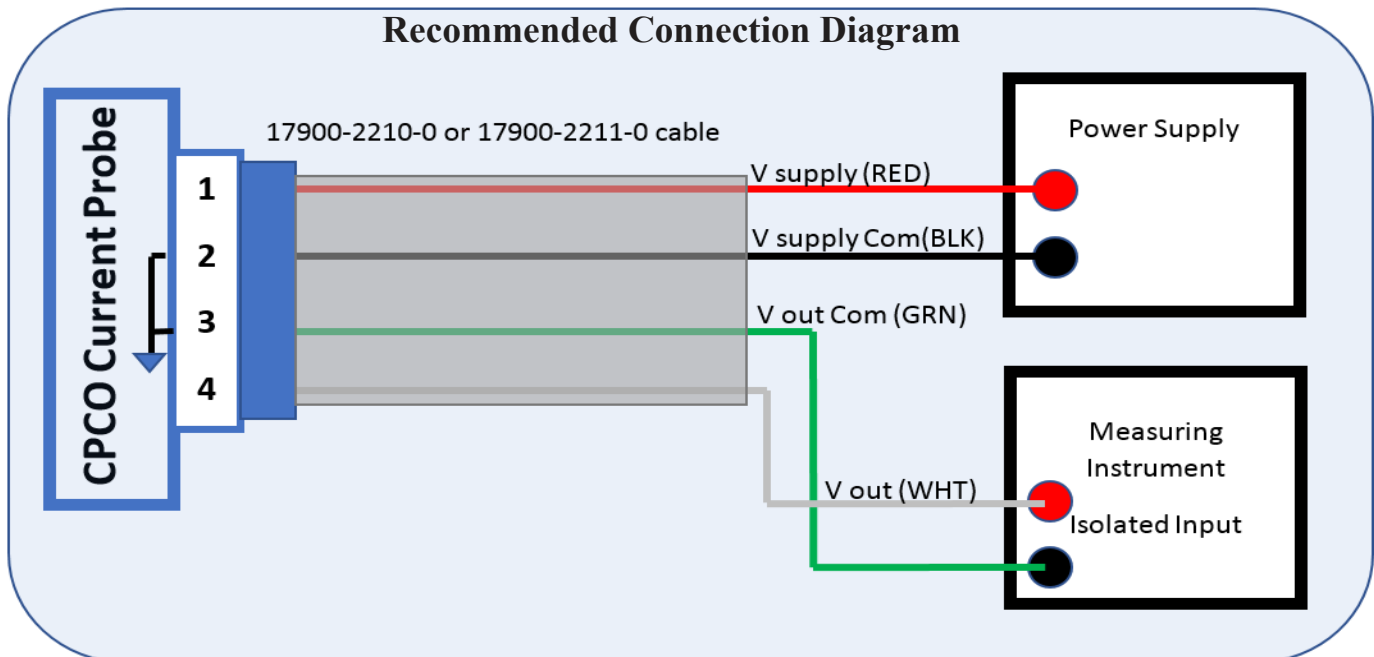 Recommended Connection Diagram
CPCO Current Probe
17900-2210-0 or 17900-2211-0 cable
1
2
3
4
V supply (RED)
V supply Com(BLK)
V out Com (GRN)
V out (WHT)
Power Supply
Measuring
Instrument
Isolated Input